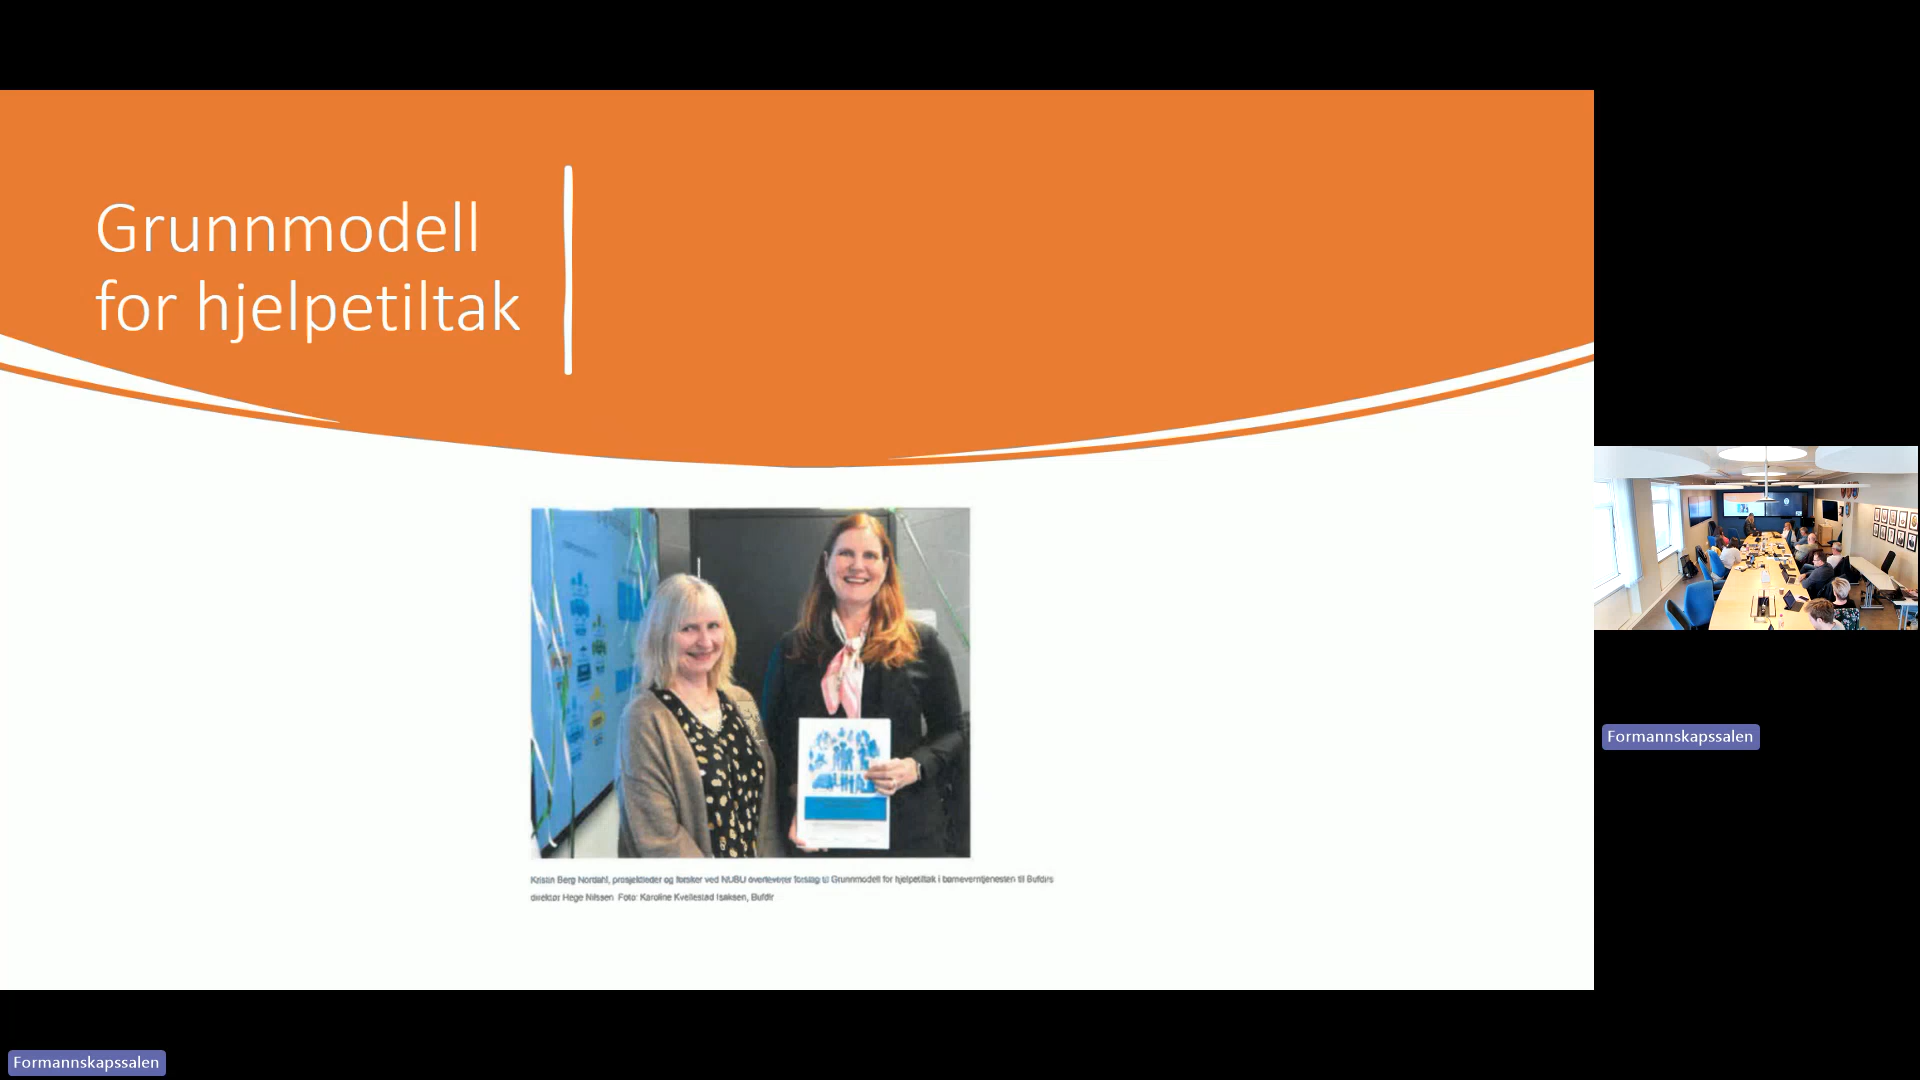 Grunnmodell
for hjelpetiltak
Kristin Berg Nordahl, prosjektleder og forsker ved NUBU overleverer forslag til Grunnmodell for hjelpetiltak i barneverntjenesten til Bufdirs
direktør Hege Nilssen. Foto: Karoline Kvellestad Isaksen, Bufdir
Formannskapssalen
Formannskapssalen